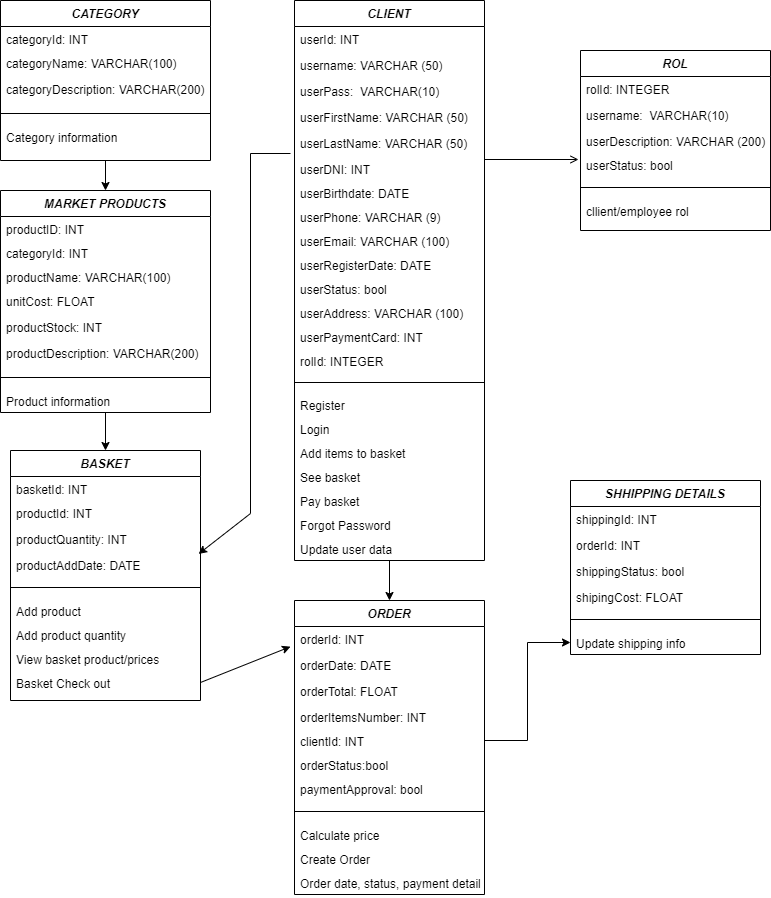 CATEGORY
categoryId: INT
categoryName: VARCHAR(100)
categoryDescription: VARCHAR(200)
Category information
MARKET PRODUCTS
productID: INT
categoryId: INT
productName: VARCHAR(100)
unitCost: FLOAT
productStock: INT
productDescription: VARCHAR(200)
Product information
BASKET
basketId: INT
productId: INT
productQuantity: INT
productAddDate: DATE
Add product
Add product quantity
View basket product/prices
Basket Check out
CLIENT
userId: INT
username: VARCHAR (50)
userPass:  VARCHAR(10)
userFirstName: VARCHAR (50)
userLastName: VARCHAR (50)
userDNI: INT
userBirthdate: DATE
userPhone: VARCHAR (9)
userEmail: VARCHAR (100)
userRegisterDate: DATE
userStatus: bool
userAddress: VARCHAR (100)
userPaymentCard: INT
rolId: INTEGER
Register
Login
Add items to basket
See basket
Pay basket
Forgot Password
Update user data
ORDER
orderId: INT
orderDate: DATE
orderTotal: FLOAT
orderItemsNumber: INT
clientId: INT
orderStatus:bool
paymentApproval: bool
Calculate price
Create Order
Order date, status, payment detail
ROL
rolId: INTEGER
username:  VARCHAR(10)
userDescription: VARCHAR (200)
userStatus: bool
cllient/employee rol
SHHIPPING DETAILS
shippingId: INT
orderId: INT
shippingStatus: bool
shipingCost: FLOAT
Update shipping info